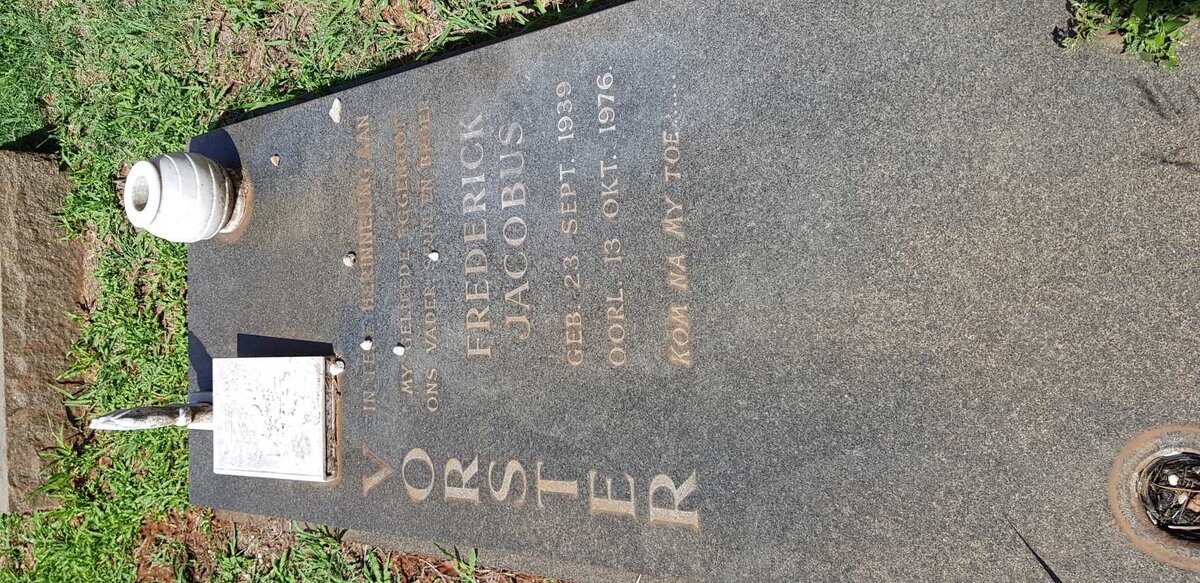 IN TERE HERINNERING AAN
MY GELIEFDE EGGENOOT
ONS VADER, SEUN EN BROER
VORSTER
FREDERICK
JACOBUS
GEB. 23 SEPT. 1939
OORL. 13 OKT. 1976.
KOM NA MY TOE.......